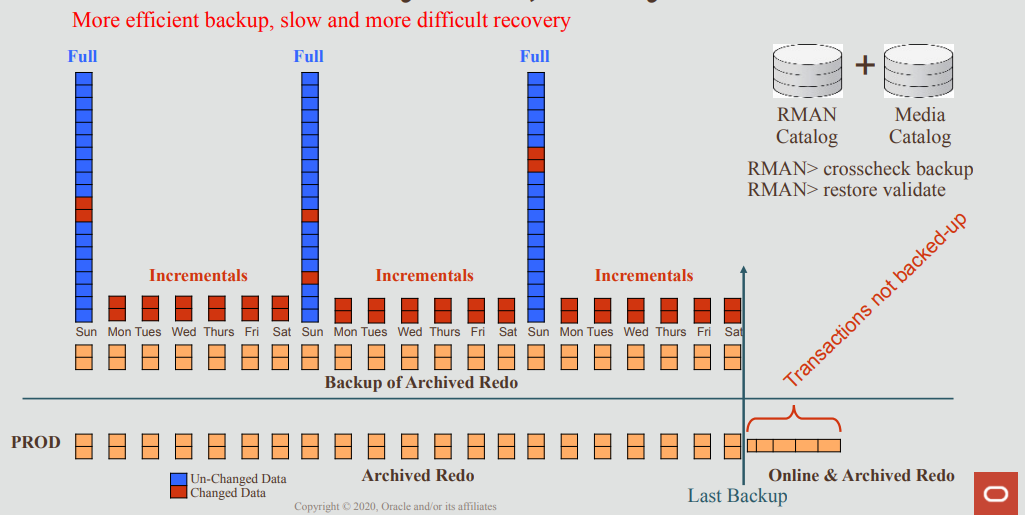 More efficient backup, slow and more difficult recovery
Full
Full
Full
RMAN Catalog
+
Media Catalog
RMAN> crosscheck backup
RMAN> restore validate
Transactions not backed-up
Incrementals
Incrementals
Incrementals
Sun Mon Tues Wed Thurs Fri Sat Sun Mon Tues Wed Thurs Fri Sat Sun Mon Tues Wed Thurs Fri Sat
Backup of Archived Redo
PROD
Archived Redo
Online & Archived Redo
Un-Changed Data
Changed Data
Last Backup
Copyright © 2020, Oracle and/or its affiliates